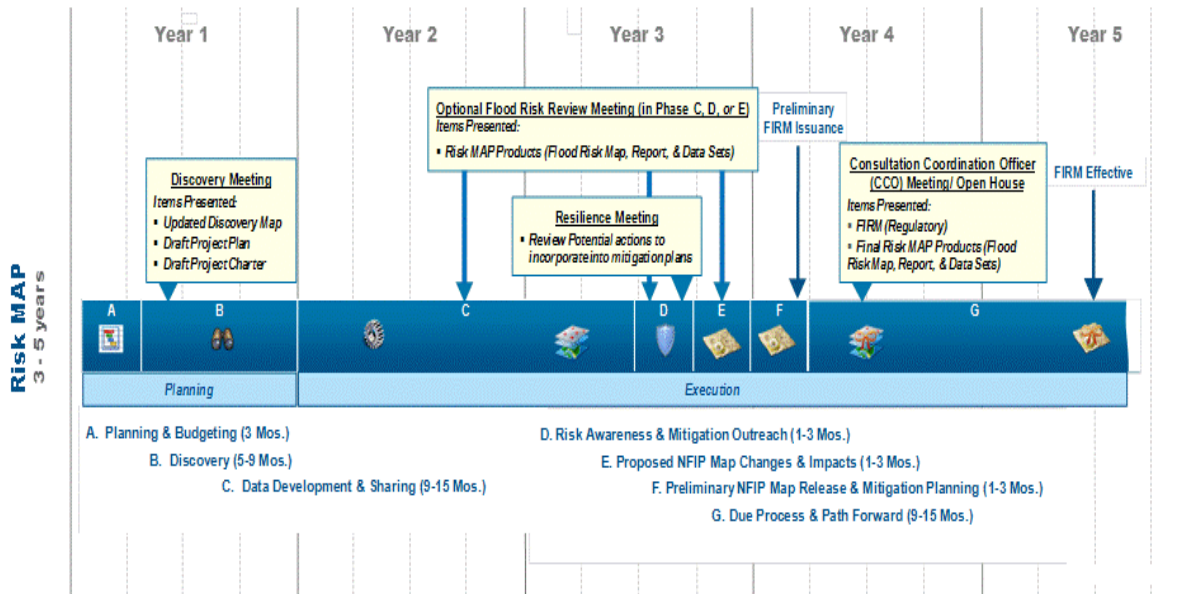 Year 1
Year 2
Year 3
Year 4
Year 5
Optional Flood Risk Review Meeting (in Phase C, D, or E)
Items Presented:
▪ Risk MAP Products (Flood Risk Map, Report, & Data Sets)
Preliminary
FIRM Issuance
Discovery Meeting
Items Presented:
▪ Updated Discovery Map
▪ Draft Project Plan
▪ Draft Project Charter
Resilience Meeting
▪ Review Potential actions to
incorporate into mitigation plans
Consultation Coordination Officer
(CCO) Meeting/ Open House
Items Presented:
▪ FIRM (Regulatory)
▪ Final Risk MAP Products (Flood
Risk Map, Report, & Data Sets)
FIRM Effective
Risk MAP
3 - 5 years
A
B
C
D
E
F
G
Planning
Execution
A. Planning & Budgeting (3 Mos.)
B. Discovery (5-9 Mos.)
C. Data Development & Sharing (9-15 Mos.)
D. Risk Awareness & Mitigation Outreach (1-3 Mos.)
E. Proposed NFIP Map Changes & Impacts (1-3 Mos.)
F. Preliminary NFIP Map Release & Mitigation Planning (1-3 Mos.)
G. Due Process & Path Forward (9-15 Mos.)